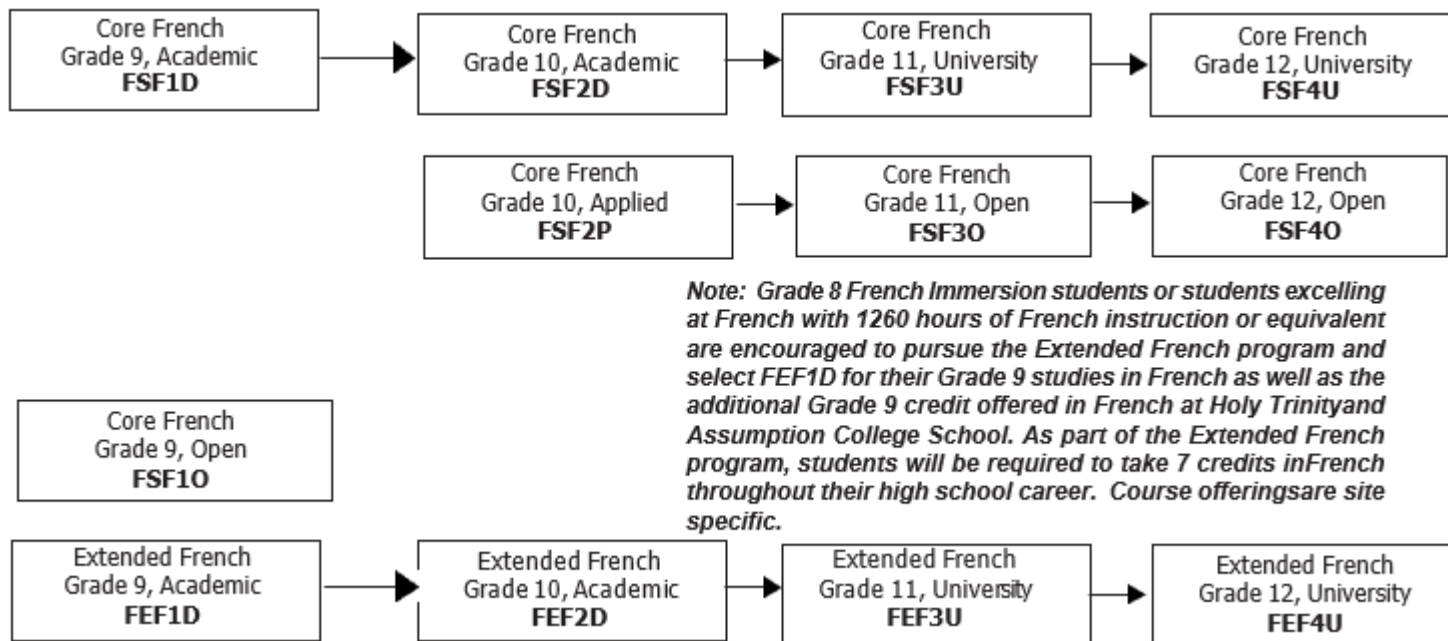 Core French
Grade 9, Academic
FSF1D
Core French
Grade 10, Academic
FSF2D
Core French
Grade 11, University
FSF3U
Core French
Grade 12, University
FSF4U
Core French
Grade 10, Applied
FSF2P
Core French
Grade 11, Open
FSF3O
Core French
Grade 12, Open
FSF4O
Note: Grade 8 French Immersion students or students excelling
at French with 1260 hours of French instruction or equivalent
are encouraged to pursue the Extended French program and
select FEF1D for their Grade 9 studies in French as well as the
additional Grade 9 credit offered in French at Holy Trinityand
Assumption College School. As part of the Extended French
program, students will be required to take 7 credits inFrench
throughout their high school career. Course offeringsare site
specific.
Core French
Grade 9, Open
FSF1O
Extended French
Grade 9, Academic
FEF1D
Extended French
Grade 10, Academic
FEF2D
Extended French
Grade 11, University
FEF3U
Extended French
Grade 12, University
FEF4U